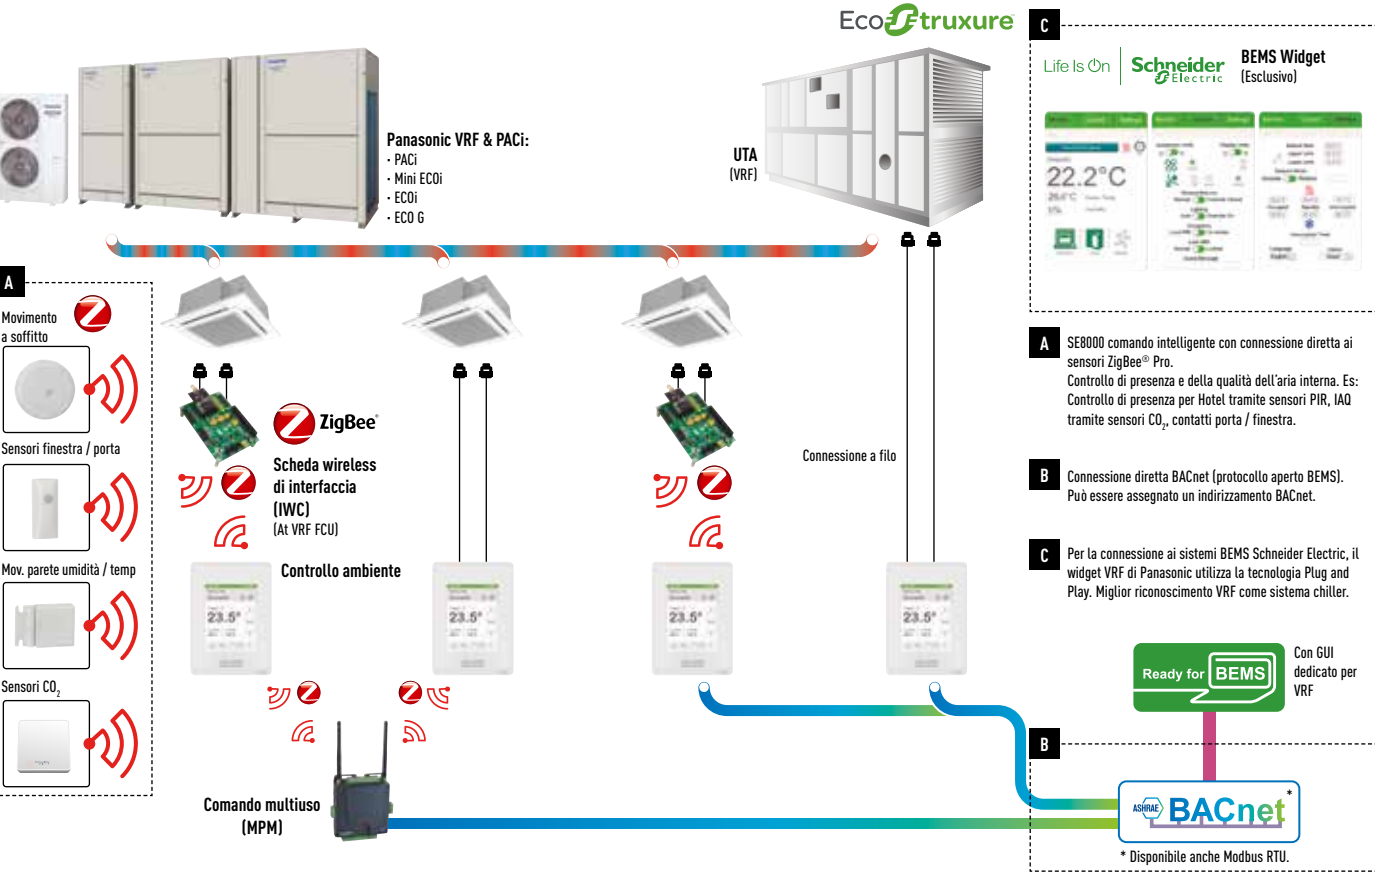 EcoStruxure
C
Life Is On
Schneider
Electric
BEMS Widget
(Esclusivo)
22.2°C
Panasonic VRF & PACi:
· PACi
· Mini ECOi
· ECOi
· ECO G
UTA
(VRF)
A
Movimento
a soffitto
Sensori finestra / porta
Mov. parete umidità / temp
Sensori CO₂
ZigBee®
Scheda wireless
di interfaccia
(IWC)
(At VRF FCU)
Controllo ambiente
Connessione a filo
23.5°
23.5°
23.5°
23.5°
Comando multiuso
(MPM)
A
SE8000 comando intelligente con connessione diretta ai
sensori ZigBee® Pro.
Controllo di presenza e della qualità dell'aria interna. Es:
Controllo di presenza per Hotel tramite sensori PIR, IAQ
tramite sensori CO₂, contatti porta / finestra.
B
Connessione diretta BACnet (protocollo aperto BEMS).
Può essere assegnato un indirizzamento BACnet.
C
Per la connessione ai sistemi BEMS Schneider Electric, il
widget VRF di Panasonic utilizza la tecnologia Plug and
Play. Miglior riconoscimento VRF come sistema chiller.
Ready for BEMS
Con GUI
dedicato per
VRF
B
ASHRAE BACnet *
* Disponibile anche Modbus RTU.